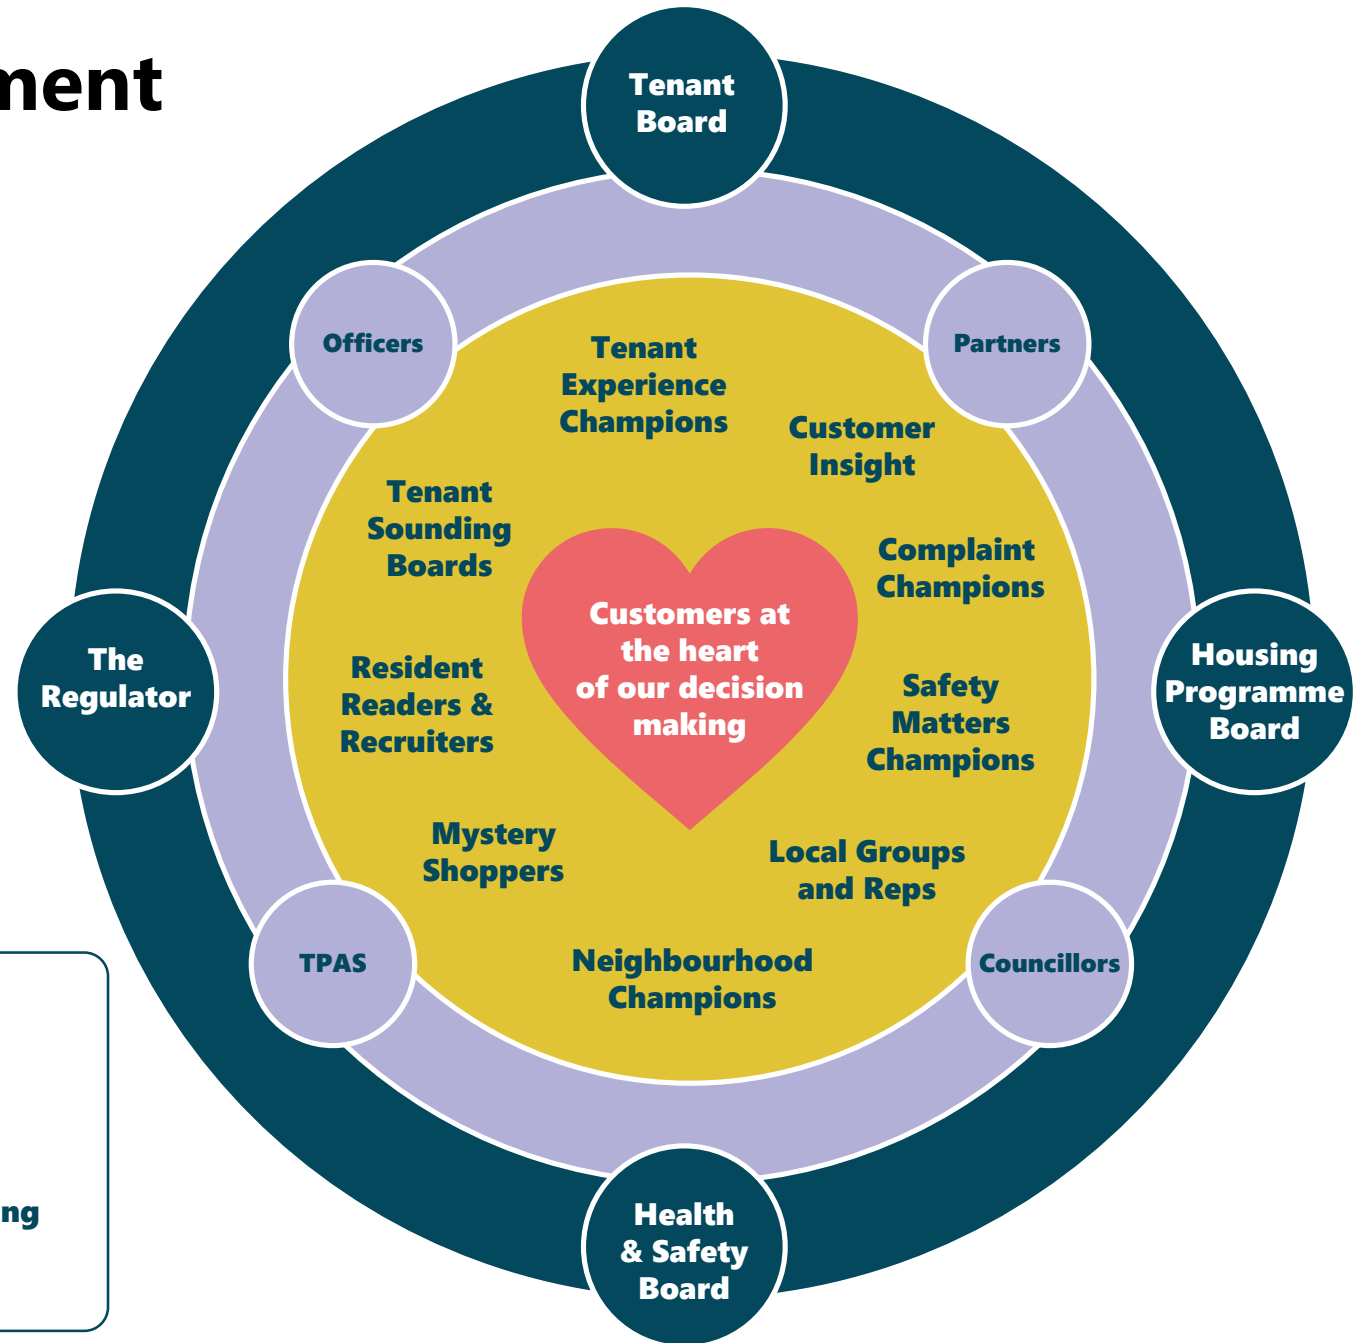 ment
Tenant
Board
Officers
Partners
Tenant
Experience
Champions
Customer
Insight
Tenant
Sounding
Boards
Complaint
Champions
Customers at
the heart
of our decision
making
The
Regulator
Resident
Readers &
Recruiters
Safety
Matters
Champions
Housing
Programme
Board
Mystery
Shoppers
Local Groups
and Reps
TPAS
Neighbourhood
Champions
Councillors
ng
Health
& Safety
Board